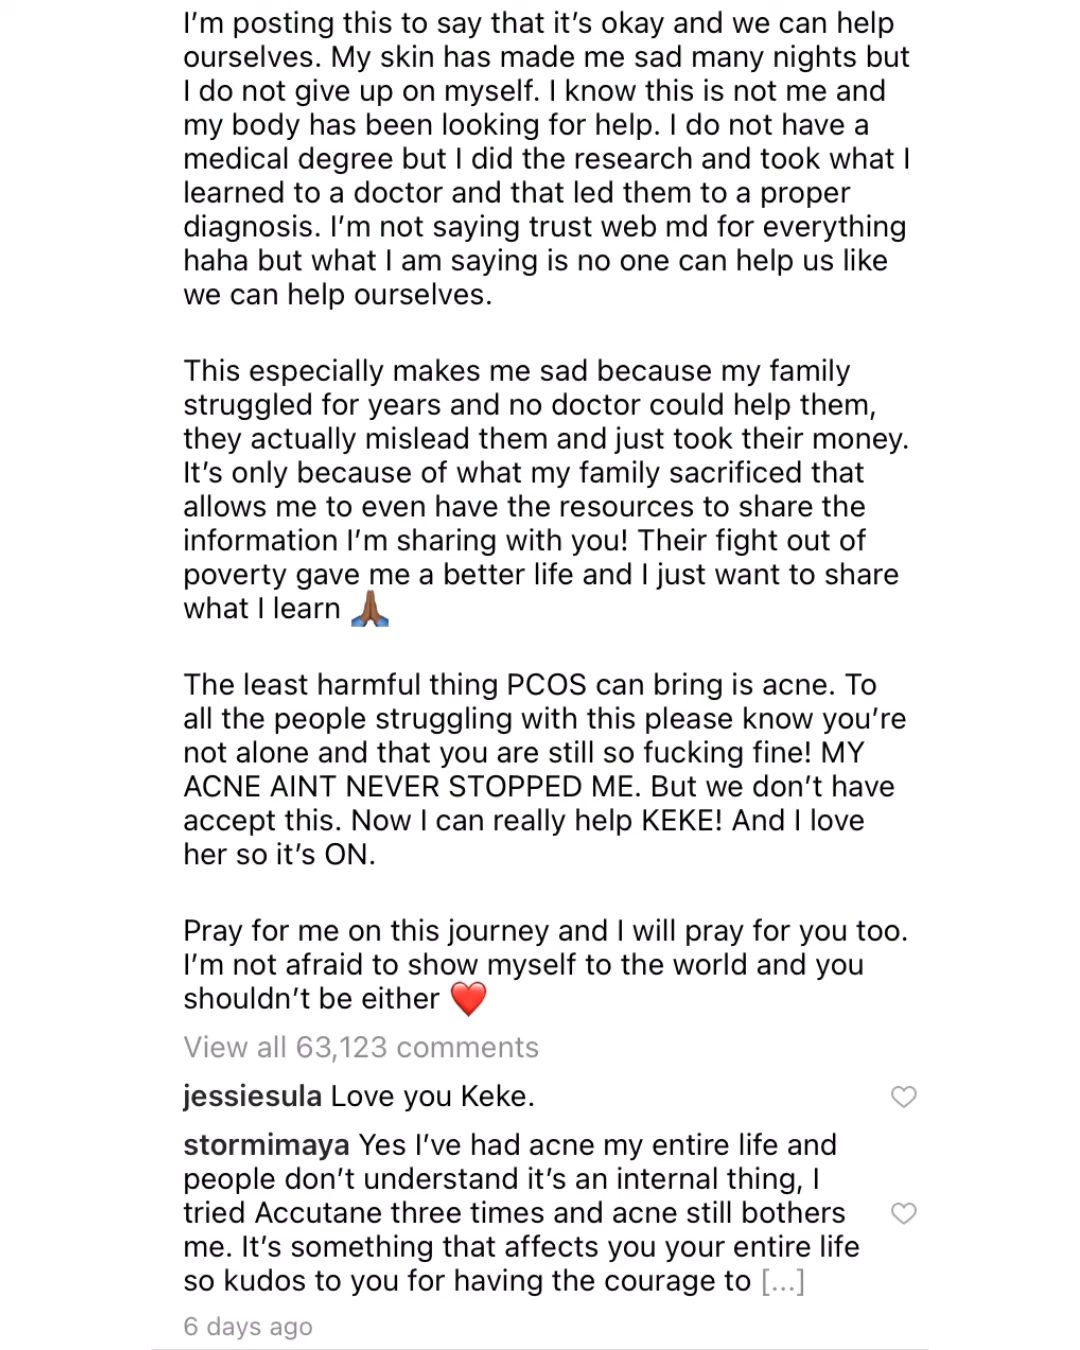 I’m posting this to say that it’s okay and we can help
ourselves. My skin has made me sad many nights but
I do not give up on myself. I know this is not me and
my body has been looking for help. I do not have a
medical degree but I did the research and took what I
learned to a doctor and that led them to a proper
diagnosis. I’m not saying trust web md for everything
haha but what I am saying is no one can help us like
we can help ourselves.
This especially makes me sad because my family
struggled for years and no doctor could help them,
they actually mislead them and just took their money.
It’s only because of what my family sacrificed that
allows me to even have the resources to share the
information I’m sharing with you! Their fight out of
poverty gave me a better life and I just want to share
what I learn 🙏🏾
The least harmful thing PCOS can bring is acne. To
all the people struggling with this please know you’re
not alone and that you are still so fucking fine! MY
ACNE AINT NEVER STOPPED ME. But we don’t have
accept this. Now I can really help KEKE! And I love
her so it’s ON.
Pray for me on this journey and I will pray for you too.
I’m not afraid to show myself to the world and you
shouldn’t be either ❤️
View all 63,123 comments
jessiesula Love you Keke.
stormimaya Yes I’ve had acne my entire life and
people don’t understand it’s an internal thing, I
tried Accutane three times and acne still bothers
me. It’s something that affects you your entire life
so kudos to you for having the courage to [...]
6 days ago